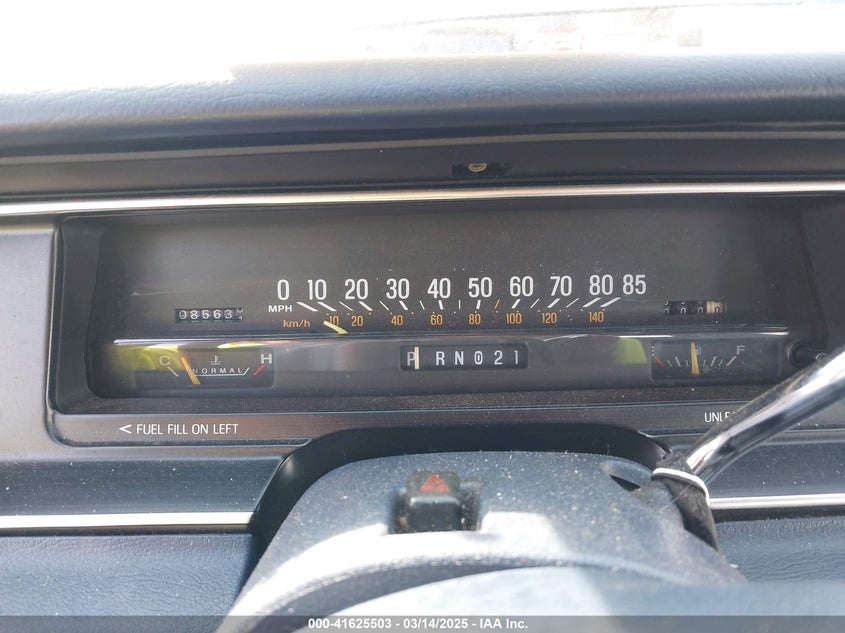 0 10 20 30 40 50 60 70 80 85
MPH
km/h 10 20 40 60 80 100 120 140
08563
C NORMAL H
P R N D 2 1
F
< FUEL FILL ON LEFT
000-41625503 - 03/14/2025 - IAA Inc.